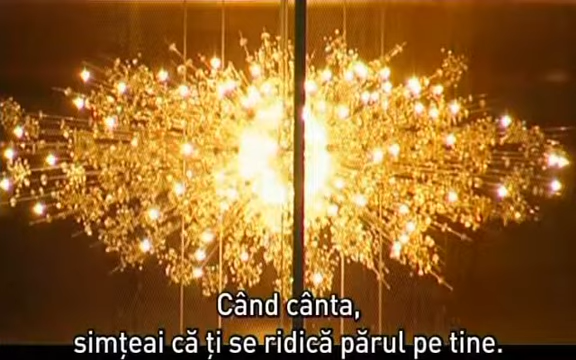 Când cânta,
simțeai că ți se ridică părul pe tine.